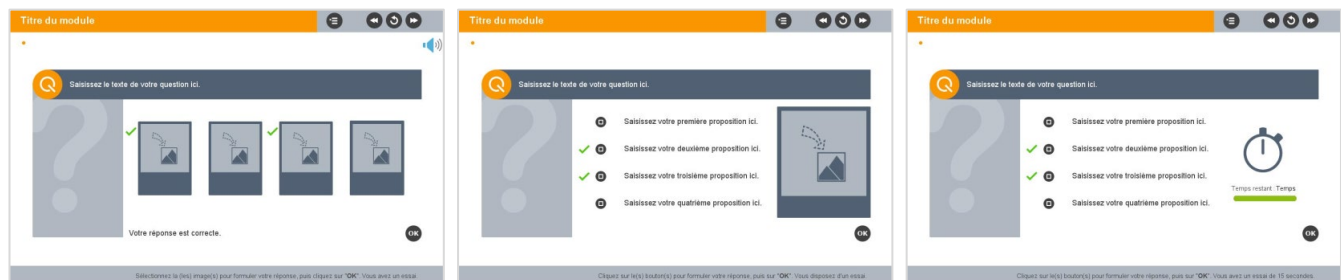 Titre du module
Q
Saisissez le texte de votre question ici.
Votre réponse est correcte.
OK
Sélectionnez la (les) image(s) pour formuler votre réponse, puis cliquez sur "OK". Vous avez un essai.
Titre du module
Q
Saisissez le texte de votre question ici.
Saisissez votre première proposition ici.
Saisissez votre deuxième proposition ici.
Saisissez votre troisième proposition ici.
Saisissez votre quatrième proposition ici.
OK
Cliquez sur le(s) bouton(s) pour formuler votre réponse, puis sur "OK". Vous disposez d'un essai.
Titre du module
Q
Saisissez le texte de votre question ici.
Saisissez votre première proposition ici.
Saisissez votre deuxième proposition ici.
Saisissez votre troisième proposition ici.
Saisissez votre quatrième proposition ici.
Temps restant : Temps
OK
Cliquez sur le(s) bouton(s) pour formuler votre réponse, puis sur "OK". Vous avez un essai de 15 secondes.